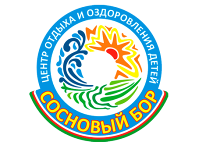 ЦЕНТР ОТДЫХА И ОЗДОРОВЛЕНИЯ ДЕТЕЙ
СОСНОВЫЙ БОР